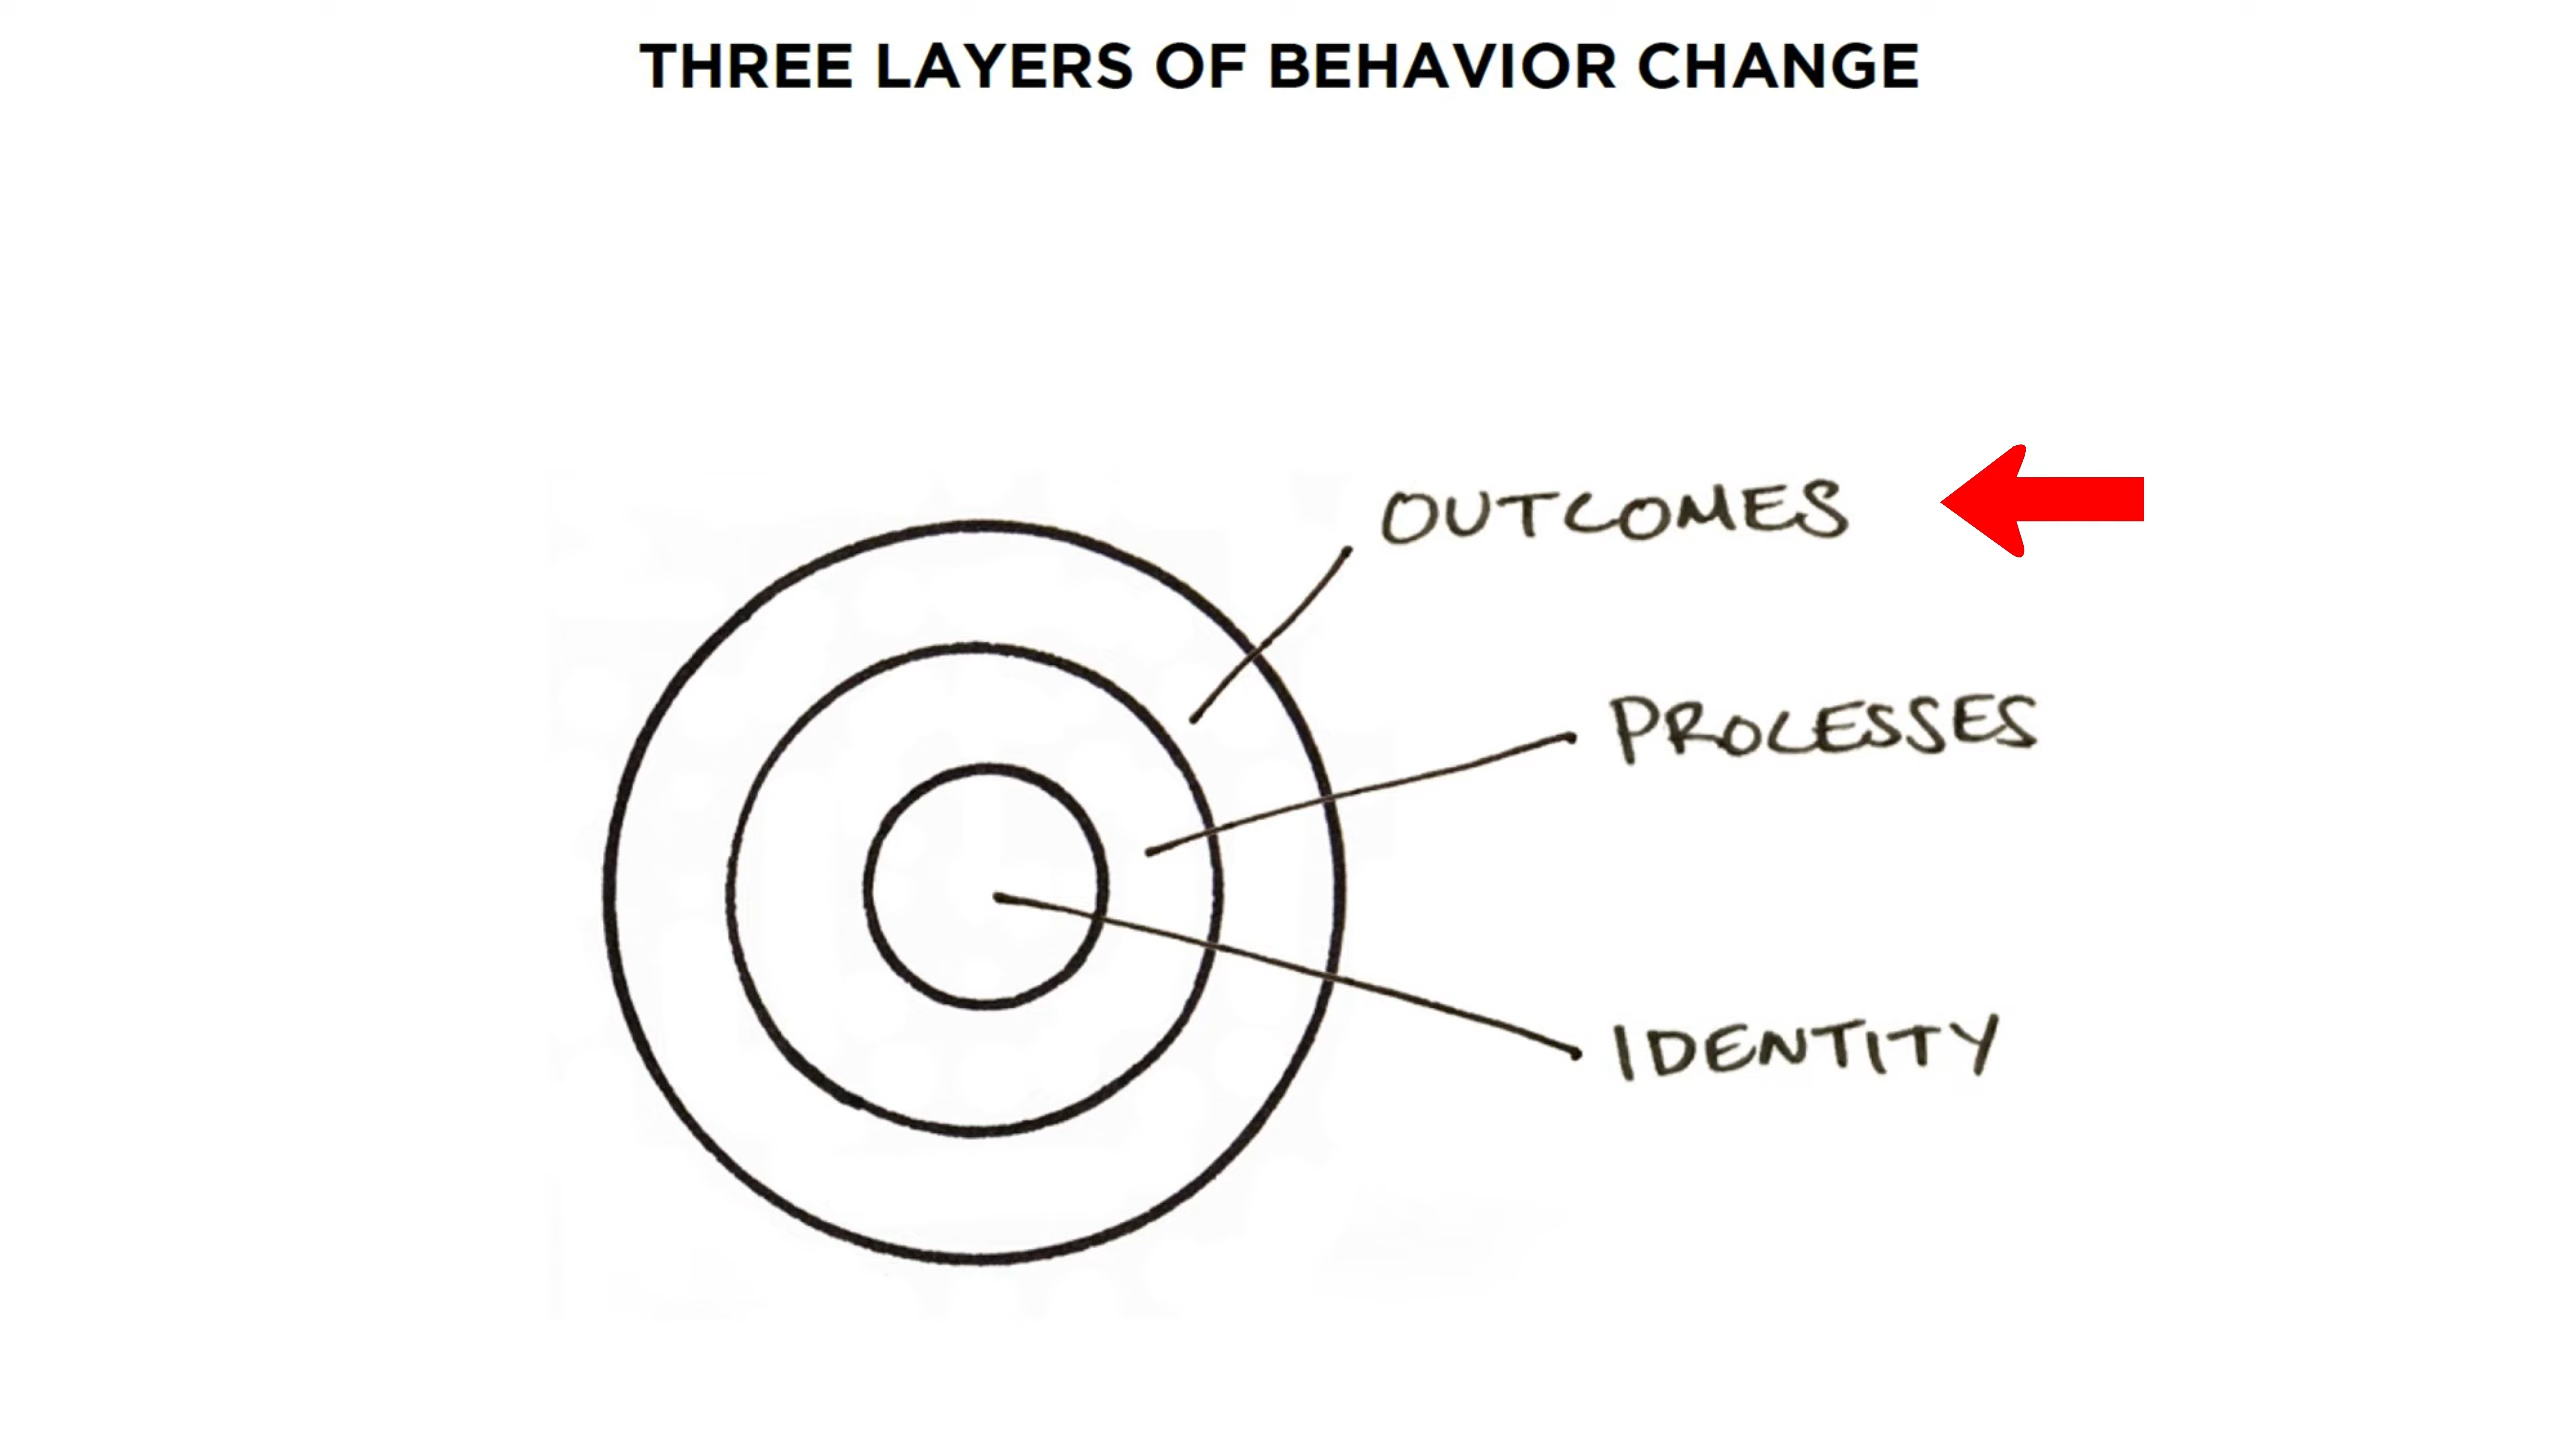 THREE LAYERS OF BEHAVIOR CHANGE
OUTCOMES
PROCESSES
IDENTITY